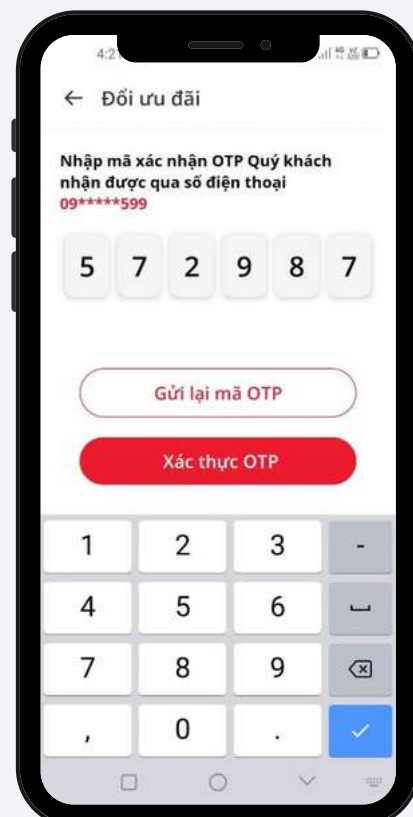 4:2
← Đổi ưu đãi
Nhập mã xác nhận OTP Quý khách
nhận được qua số điện thoại
09*****599
5 7 2 9 8 7
Gửi lại mã OTP
Xác thực OTP
1 2 3 -
4 5 6
7 8 9
, 0 .